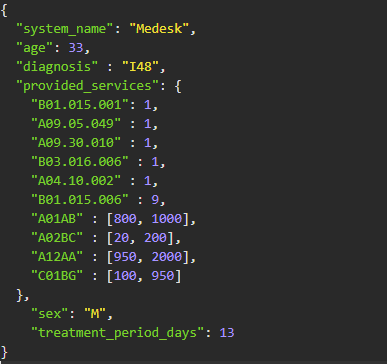 {
"system_name": "Medesk",
"age": 33,
"diagnosis" : "I48",
"provided_services": {
"B01.015.001": 1,
"A09.05.049" : 1,
"A09.30.010" : 1,
"B03.016.006" : 1,
"A04.10.002" : 1,
"B01.015.006" : 9,
"A01AB" : [800, 1000],
"A02BC" : [20, 200],
"A12AA" : [950, 2000],
"C01BG" : [100, 950]
},
"sex": "M",
"treatment_period_days": 13
}